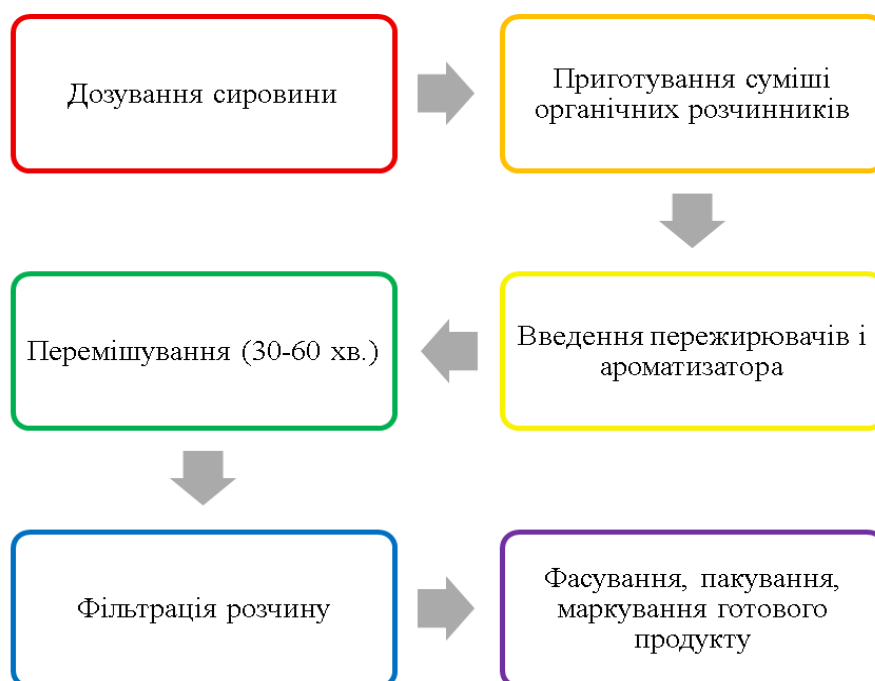 Дозування сировини
Приготування суміші
органічних розчинників
Введення пережирювачів і
ароматизатора
Перемішування (30-60 хв.)
Фільтрація розчину
Фасування, пакування,
маркування готового
продукту